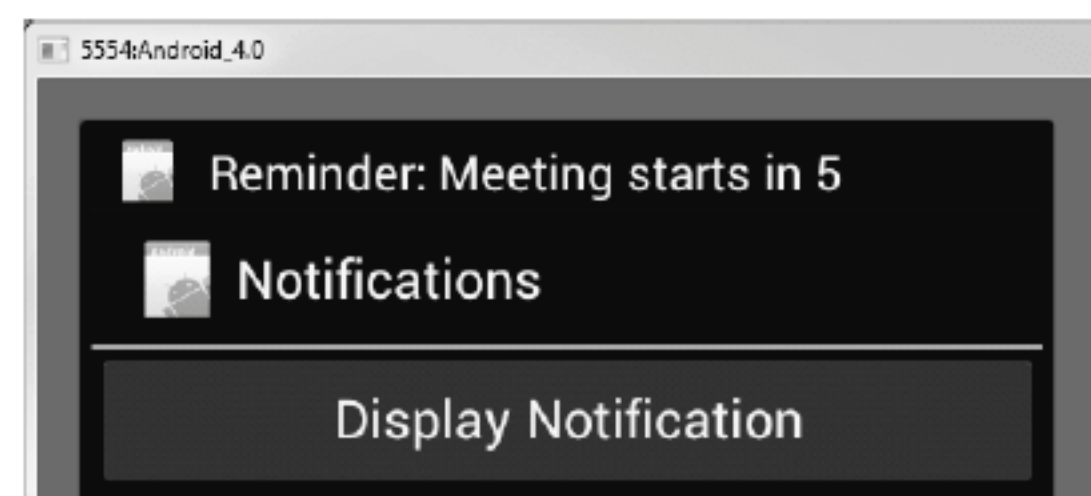 5554:Android_4.0
Reminder: Meeting starts in 5
Notifications
Display Notification